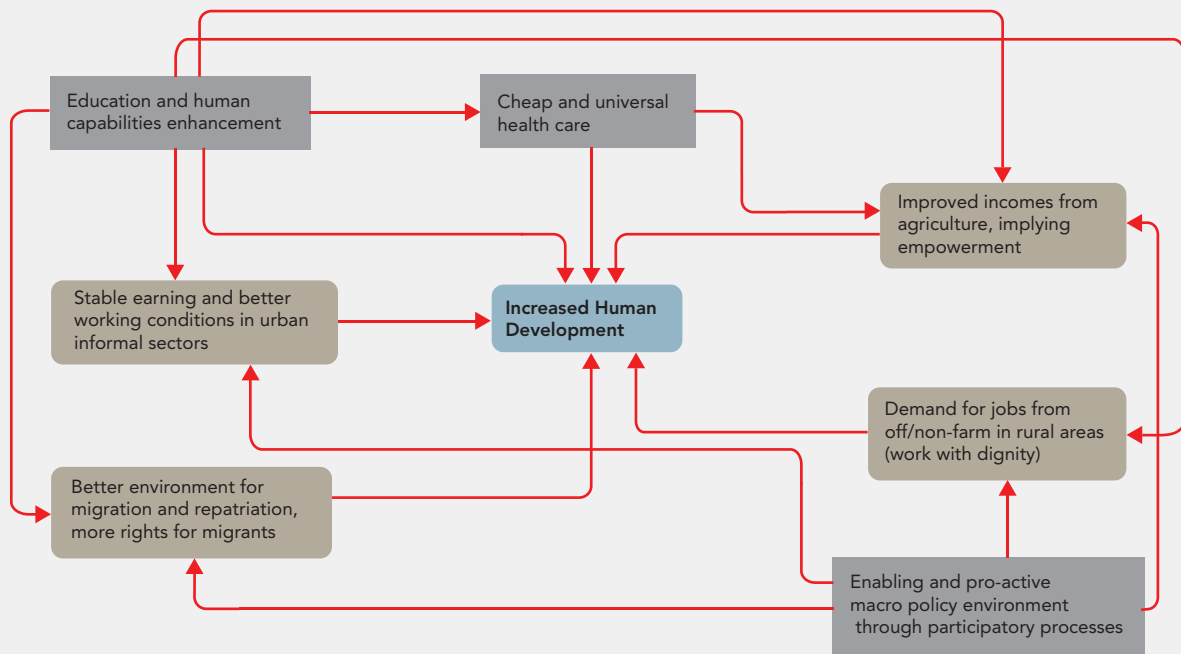 Education and human
capabilities enhancement
Cheap and universal
health care
Improved incomes from
agriculture, implying
empowerment
Stable earning and better
working conditions in urban
informal sectors
Increased Human
Development
Demand for jobs from
off/non-farm in rural areas
(work with dignity)
Better environment for
migration and repatriation,
more rights for migrants
Enabling and pro-active
macro policy environment
through participatory processes